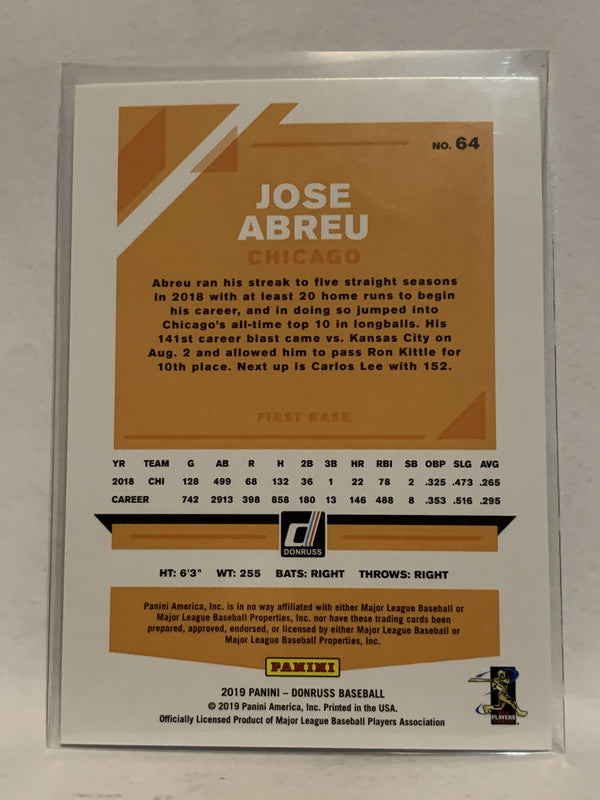 NO. 64
JOSE
ABREU
CHICAGO
Abreu ran his streak to five straight seasons
in 2018 with at least 20 home runs to begin
his career, and in doing so jumped into
Chicago's all-time top 10 in longballs. His
141st career blast came vs. Kansas City on
Aug. 2 and allowed him to pass Ron Kittle for
10th place. Next up is Carlos Lee with 152.
FIRST BASE
YR TEAM G AB R H 2B 3B HR RBI SB OBP SLG AVG
2018 CHI 128 499 68 132 36 1 22 78 2 .325 .473 .265
CAREER 742 2913 398 858 180 13 146 488 8 .353 .516 .295
d
DONRUSS
HT: 6'3" WT: 255 BATS: RIGHT THROWS: RIGHT
Panini America, Inc. is in no way affiliated with either Major League Baseball or
Major League Baseball Properties, Inc. nor have these trading cards been
prepared, approved, endorsed, or licensed by either Major League Baseball or
Major League Baseball Properties, Inc.
PANINI
2019 PANINI – DONRUSS BASEBALL
© 2019 Panini America, Inc. Printed in the USA.
Officially Licensed Product of Major League Baseball Players Association
PLAYERS